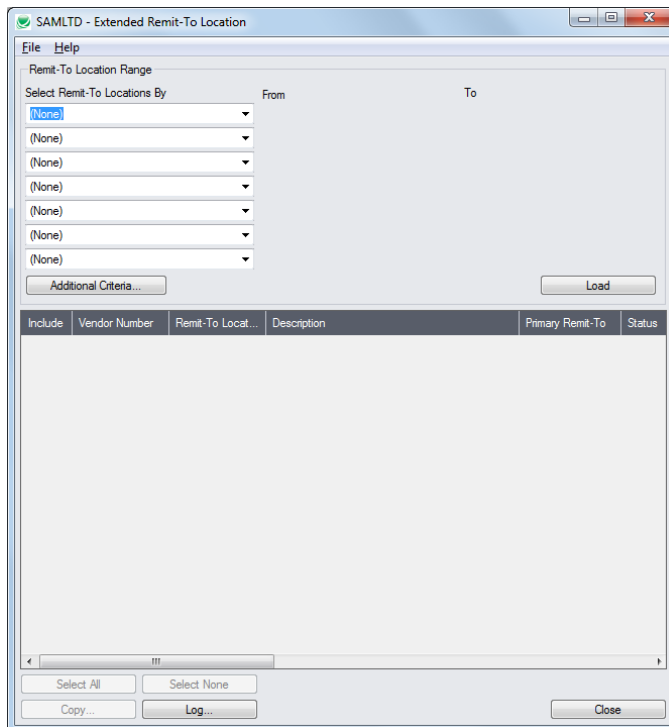 SAMLTD - Extended Remit-To Location
File Help
Remit-To Location Range
Select Remit-To Locations By From To
(None)
(None)
(None)
(None)
(None)
(None)
(None)
Additional Criteria... Load
Include Vendor Number Remit-To Locat... Description Primary Remit-To Status
Select All Select None
Copy... Log... Close